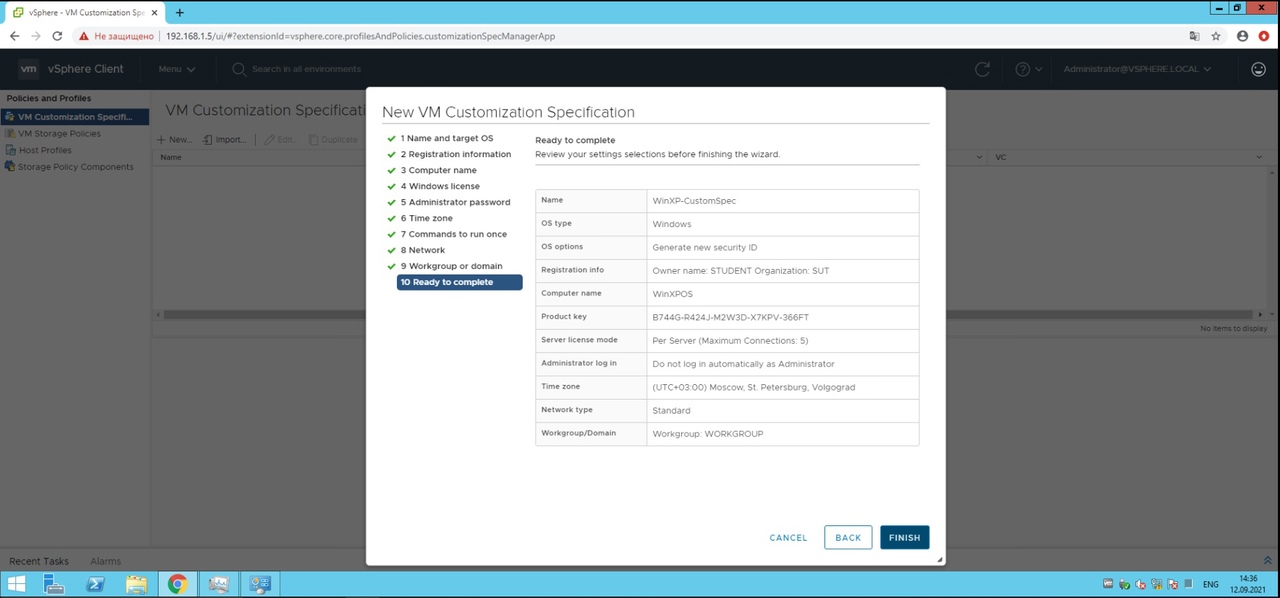 vSphere - VM Customization Spe
Не защищено
192.168.1.5/ui/#?extensionId=vsphere.core.profilesAndPolicies.customizationSpecManagerApp
vm
vSphere Client
Menu
Search in all environments
Administrator@VSPHERE.LOCAL
Policies and Profiles
VM Customization Specifi...
VM Storage Policies
Host Profiles
Storage Policy Components
VM Customization Specificati
New...
Import...
Edit
Duplicate
Name
VC
No items to display
New VM Customization Specification
1 Name and target OS
2 Registration information
3 Computer name
4 Windows license
5 Administrator password
6 Time zone
7 Commands to run once
8 Network
9 Workgroup or domain
10 Ready to complete
Ready to complete
Review your settings selections before finishing the wizard.
Name WinXP-CustomSpec
OS type Windows
OS options Generate new security ID
Registration info Owner name: STUDENT Organization: SUT
Computer name WinXPOS
Product key B744G-R424J-M2W3D-X7KPV-366FT
Server license mode Per Server (Maximum Connections: 5)
Administrator log in Do not log in automatically as Administrator
Time zone (UTC+03:00) Moscow, St. Petersburg, Volgograd
Network type Standard
Workgroup/Domain Workgroup: WORKGROUP
CANCEL
BACK
FINISH
Recent Tasks
Alarms
ENG
14:36
12.09.2021